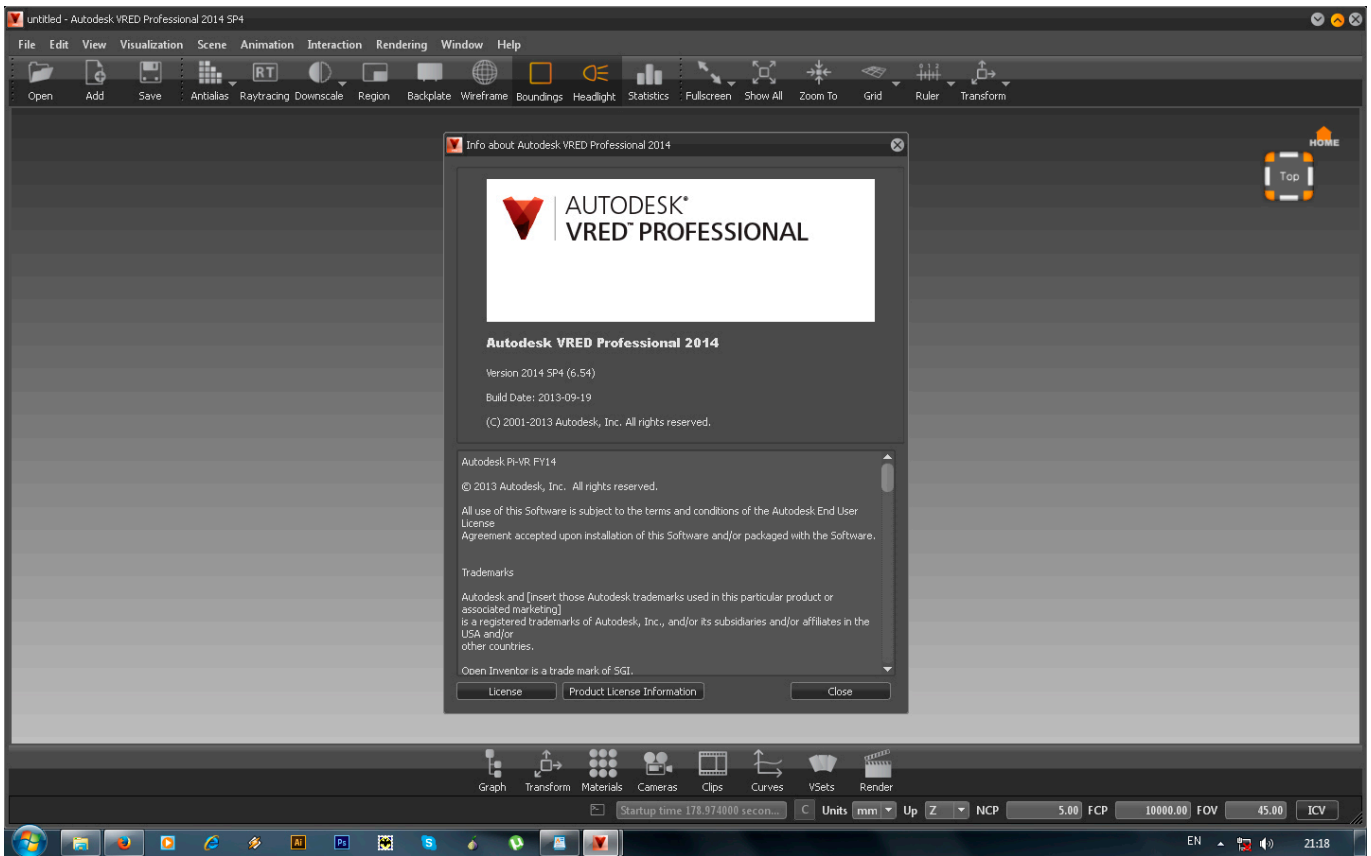 untitled - Autodesk VRED Professional 2014 SP4
File Edit View Visualization Scene Animation Interaction Rendering Window Help
RT
Open Add Save Antialias Raytracing Downscale Region Backplate Wireframe Boundings Headlight Statistics Fullscreen Show All Zoom To Grid Ruler Transform
HOME
Top
Info about Autodesk VRED Professional 2014
AUTODESK®
VRED™ PROFESSIONAL
Autodesk VRED Professional 2014
Version 2014 SP4 (6.54)
Build Date: 2013-09-19
(C) 2001-2013 Autodesk, Inc. All rights reserved.
Autodesk Pi-VR FY14
© 2013 Autodesk, Inc. All rights reserved.
All use of this Software is subject to the terms and conditions of the Autodesk End User
License
Agreement accepted upon installation of this Software and/or packaged with the Software.
Trademarks
Autodesk and [insert those Autodesk trademarks used in this particular product or
associated marketing]
is a registered trademarks of Autodesk, Inc., and/or its subsidiaries and/or affiliates in the
USA and/or
other countries.
Open Inventor is a trade mark of SGI.
License Product License Information Close
Graph Transform Materials Cameras Clips Curves VSets Render
Startup time 178.974000 secon... C Units mm Up Z NCP 5.00 FCP 10000.00 FOV 45.00 ICV
Ai Ps S EN 21:18